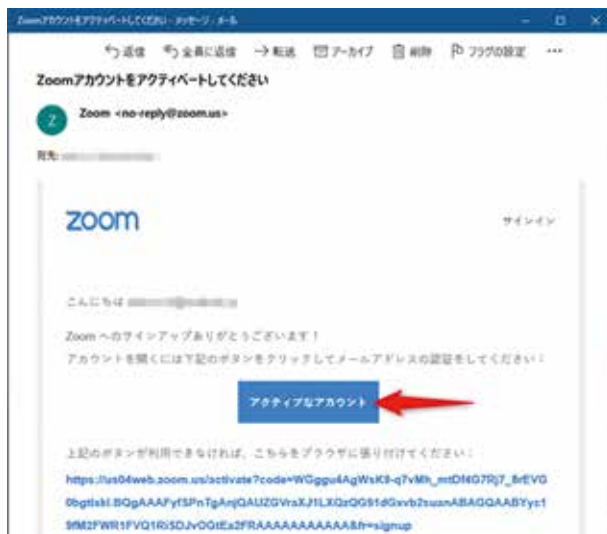 Zoomアカウントをアクティベートしてください - メッセージ - メール
返信 全員に返信 転送 アーカイブ 削除 フラグの設定 ...
Zoomアカウントをアクティベートしてください
Z
Zoom <no-reply@zoom.us>
宛先:
zoom
サインイン
こんにちは
Zoom へのサインアップありがとうございます！
アカウントを開くには下記のボタンをクリックしてメールアドレスの認証をしてください：
アクティブなアカウント
上記のボタンが利用できなければ、こちらをブラウザに張り付けてください：
https://us04web.zoom.us/activate?code=